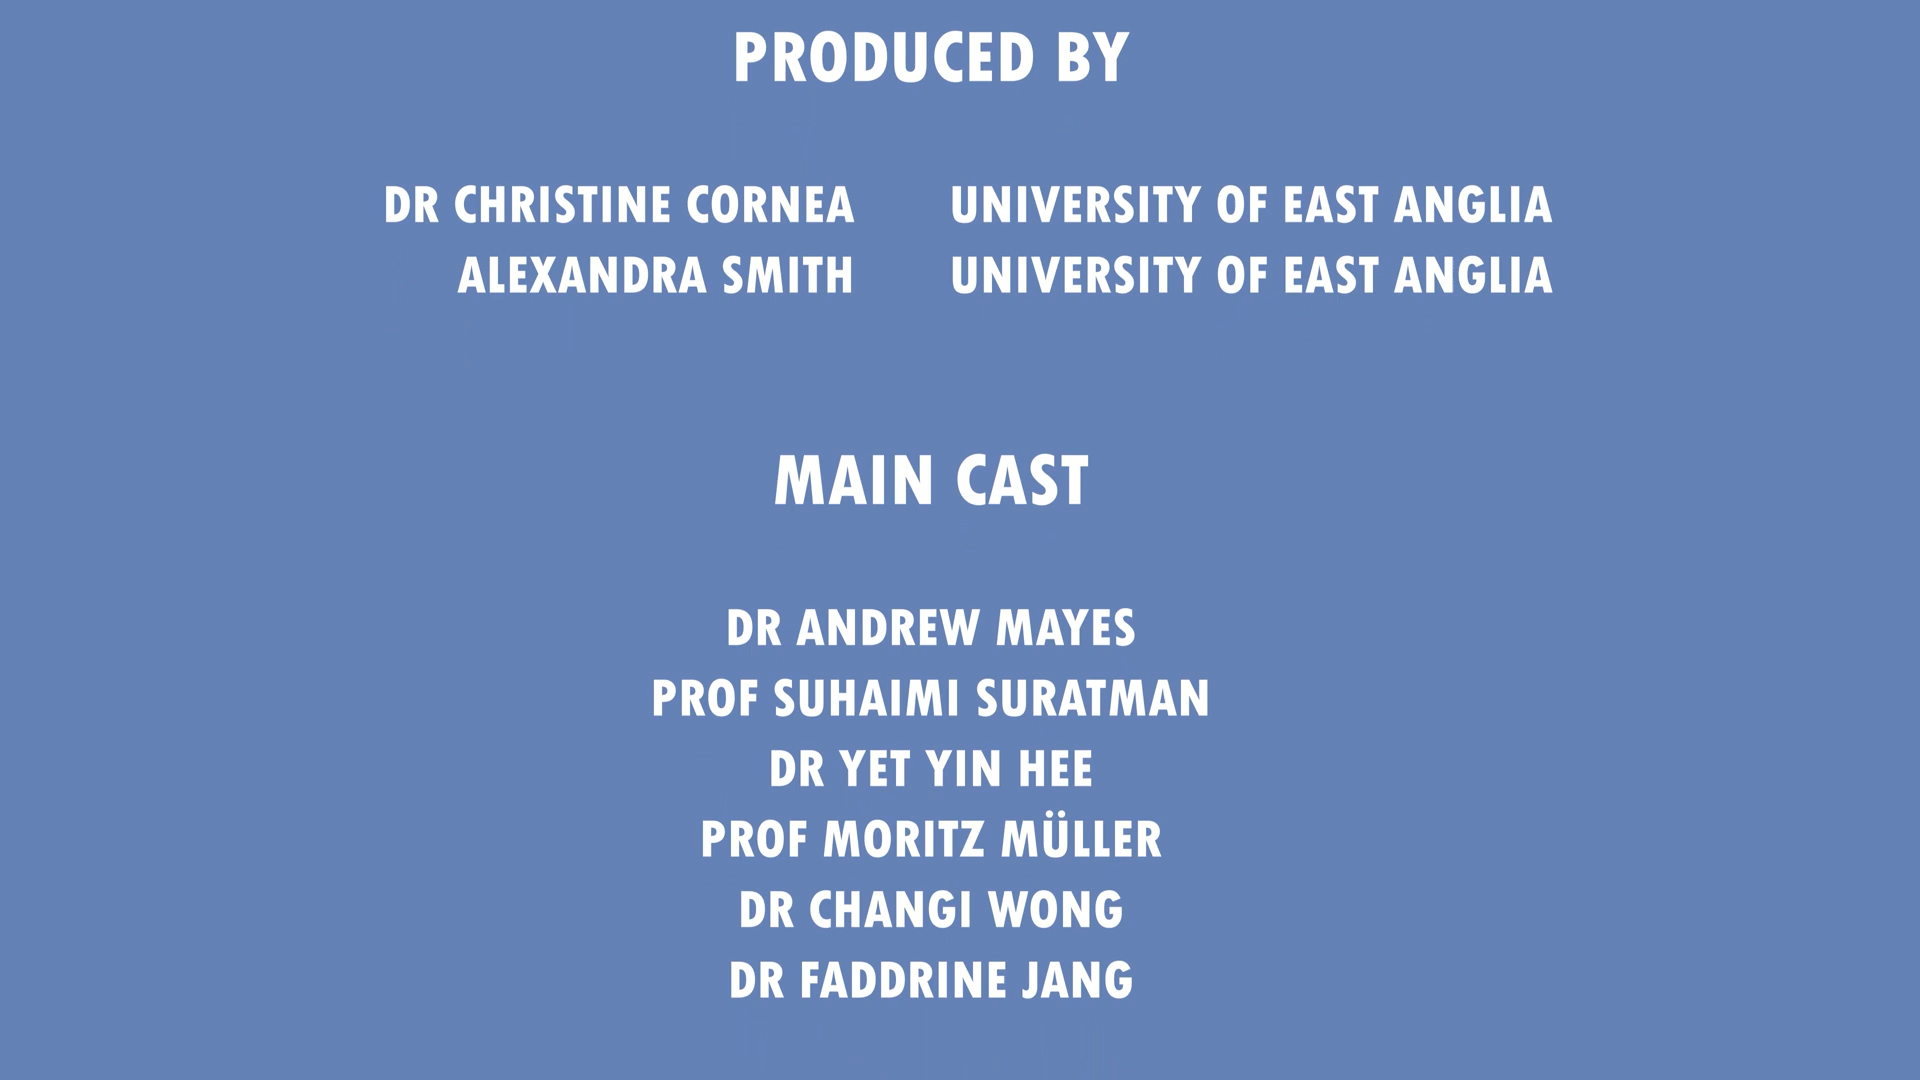 PRODUCED BY
DR CHRISTINE CORNEA UNIVERSITY OF EAST ANGLIA
ALEXANDRA SMITH UNIVERSITY OF EAST ANGLIA
MAIN CAST
DR ANDREW MAYES
PROF SUHAIMI SURATMAN
DR YET YIN HEE
PROF MORITZ MÜLLER
DR CHANGI WONG
DR FADDRINE JANG